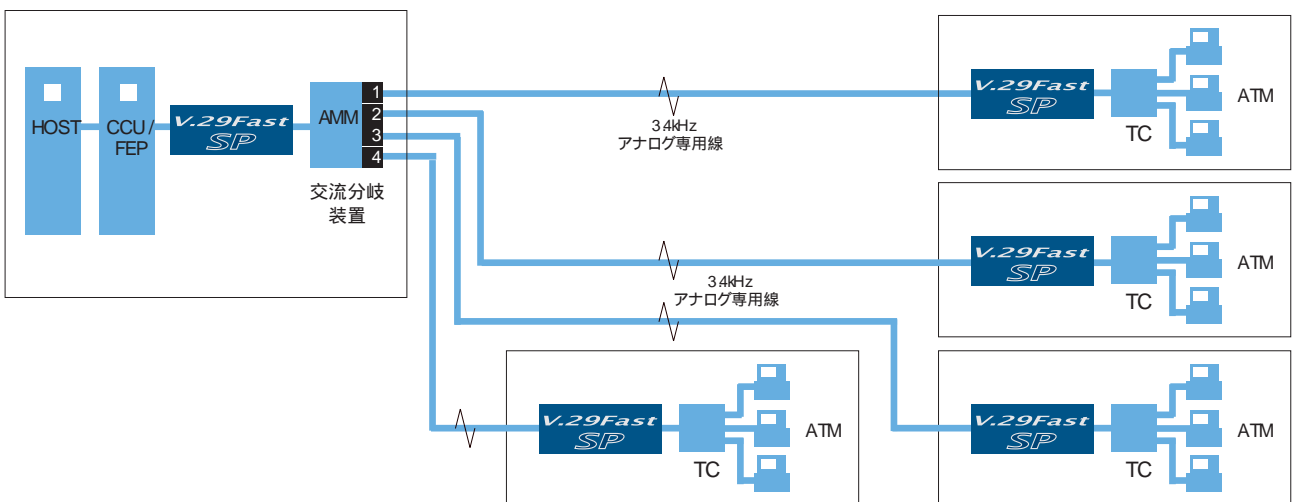 HOST
CCU /
FEP
V.29Fast
SP
AMM
1
2
3
4
交流分岐
装置
3.4kHz
アナログ専用線
V.29Fast
SP
TC
ATM
3.4kHz
アナログ専用線
V.29Fast
SP
TC
ATM
V.29Fast
SP
TC
ATM
V.29Fast
SP
TC
ATM